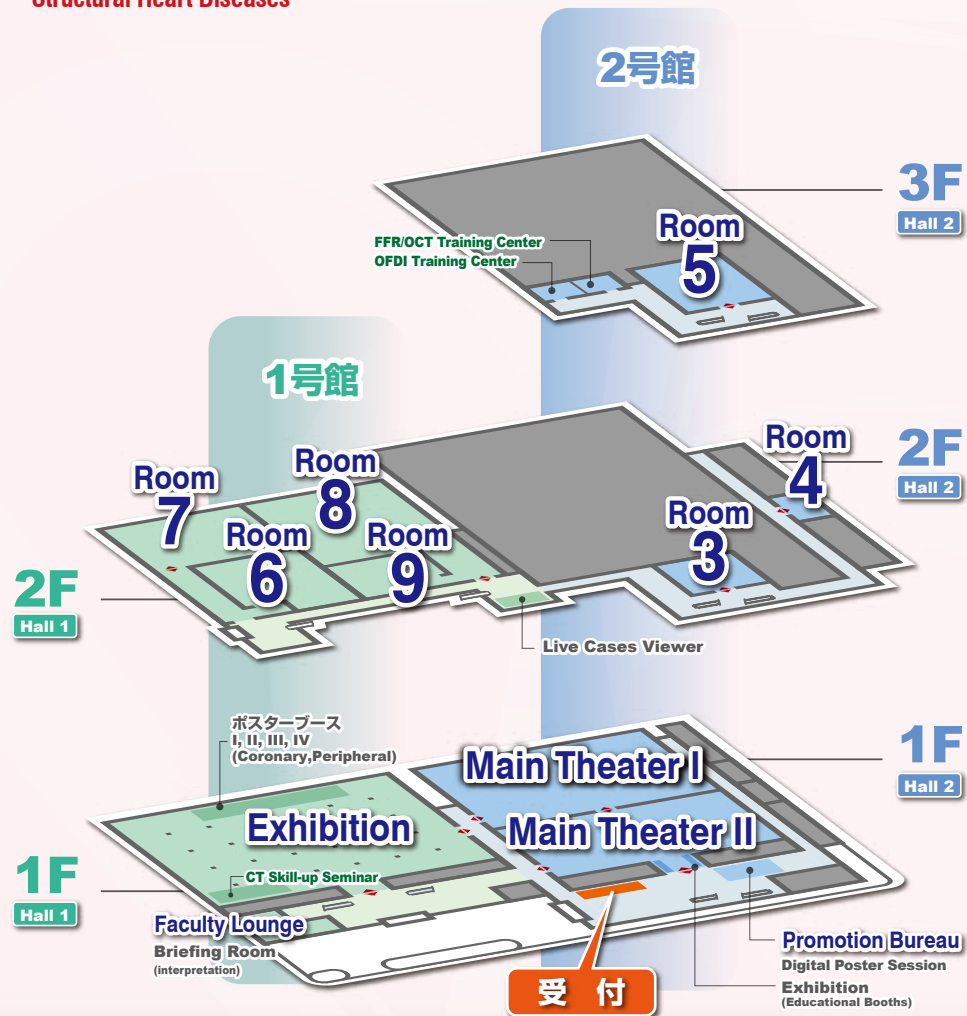 Structural Heart Diseases
2号館
3F
Hall 2
FFR/OCT Training Center
OFDI Training Center
Room
5
1号館
Room
4
2F
Hall 2
Room
7
Room
8
Room
3
Room
6
Room
9
2F
Hall 1
Live Cases Viewer
ポスターブース
I, II, III, IV
(Coronary,Peripheral)
1F
Hall 2
Main Theater I
Exhibition
Main Theater II
1F
Hall 1
CT Skill-up Seminar
Faculty Lounge
Briefing Room
(interpretation)
受 付
Promotion Bureau
Digital Poster Session
Exhibition
(Educational Booths)